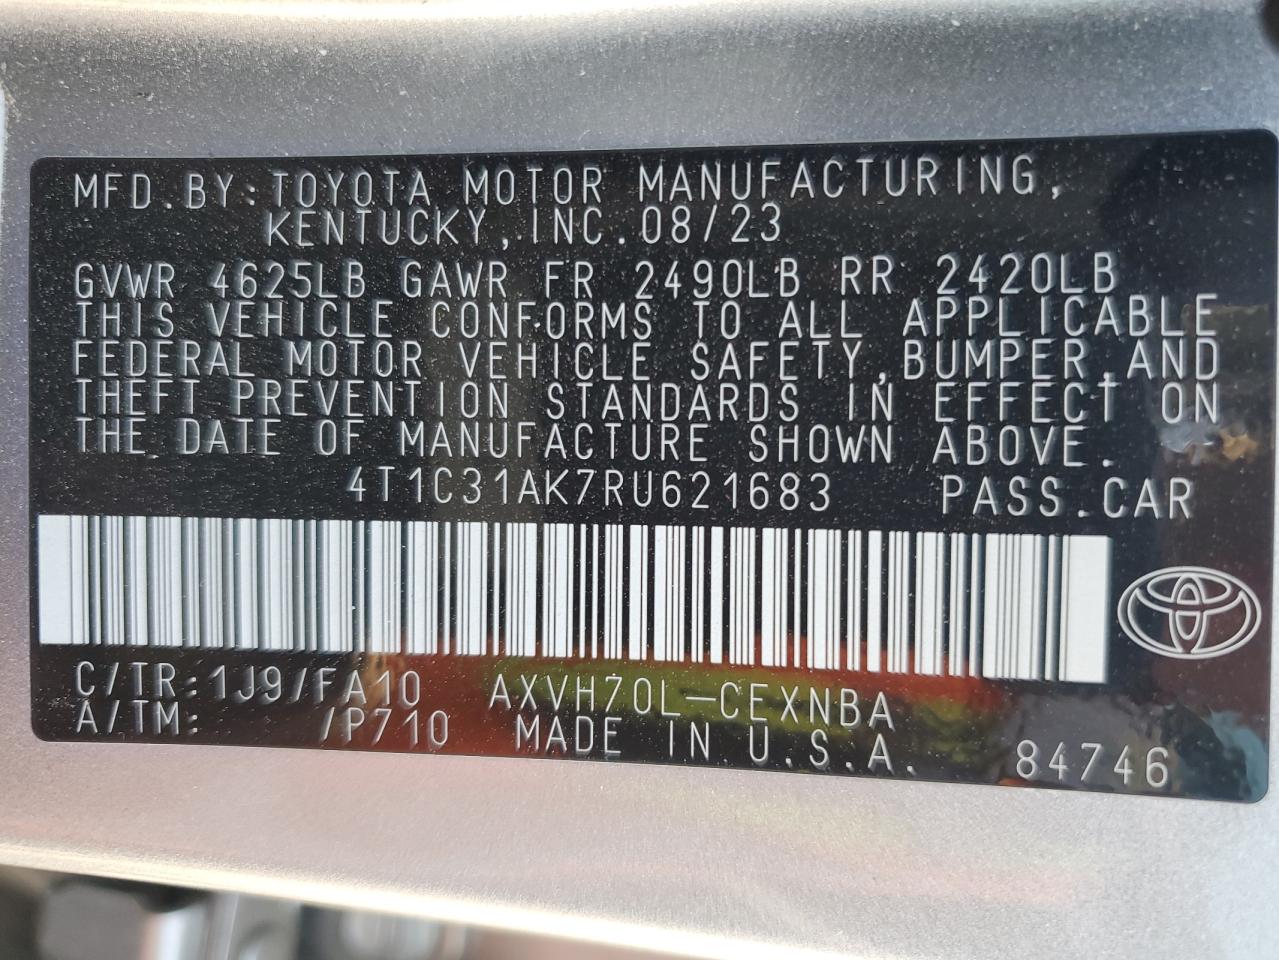 MFD.BY:TOYOTA MOTOR MANUFACTURING,
KENTUCKY,INC.08/23
GVWR 4625LB GAWR FR 2490LB RR 2420LB
THIS VEHICLE CONFORMS TO ALL APPLICABLE
FEDERAL MOTOR VEHICLE SAFETY,BUMPER,AND
THEFT PREVENTION STANDARDS IN EFFECT ON
THE DATE OF MANUFACTURE SHOWN ABOVE.
4T1C31AK7RU621683 PASS.CAR
C/TR:1J9/FA10 AXVH70L-CEXNBA
A/TM: /P710 MADE IN U.S.A. 84746